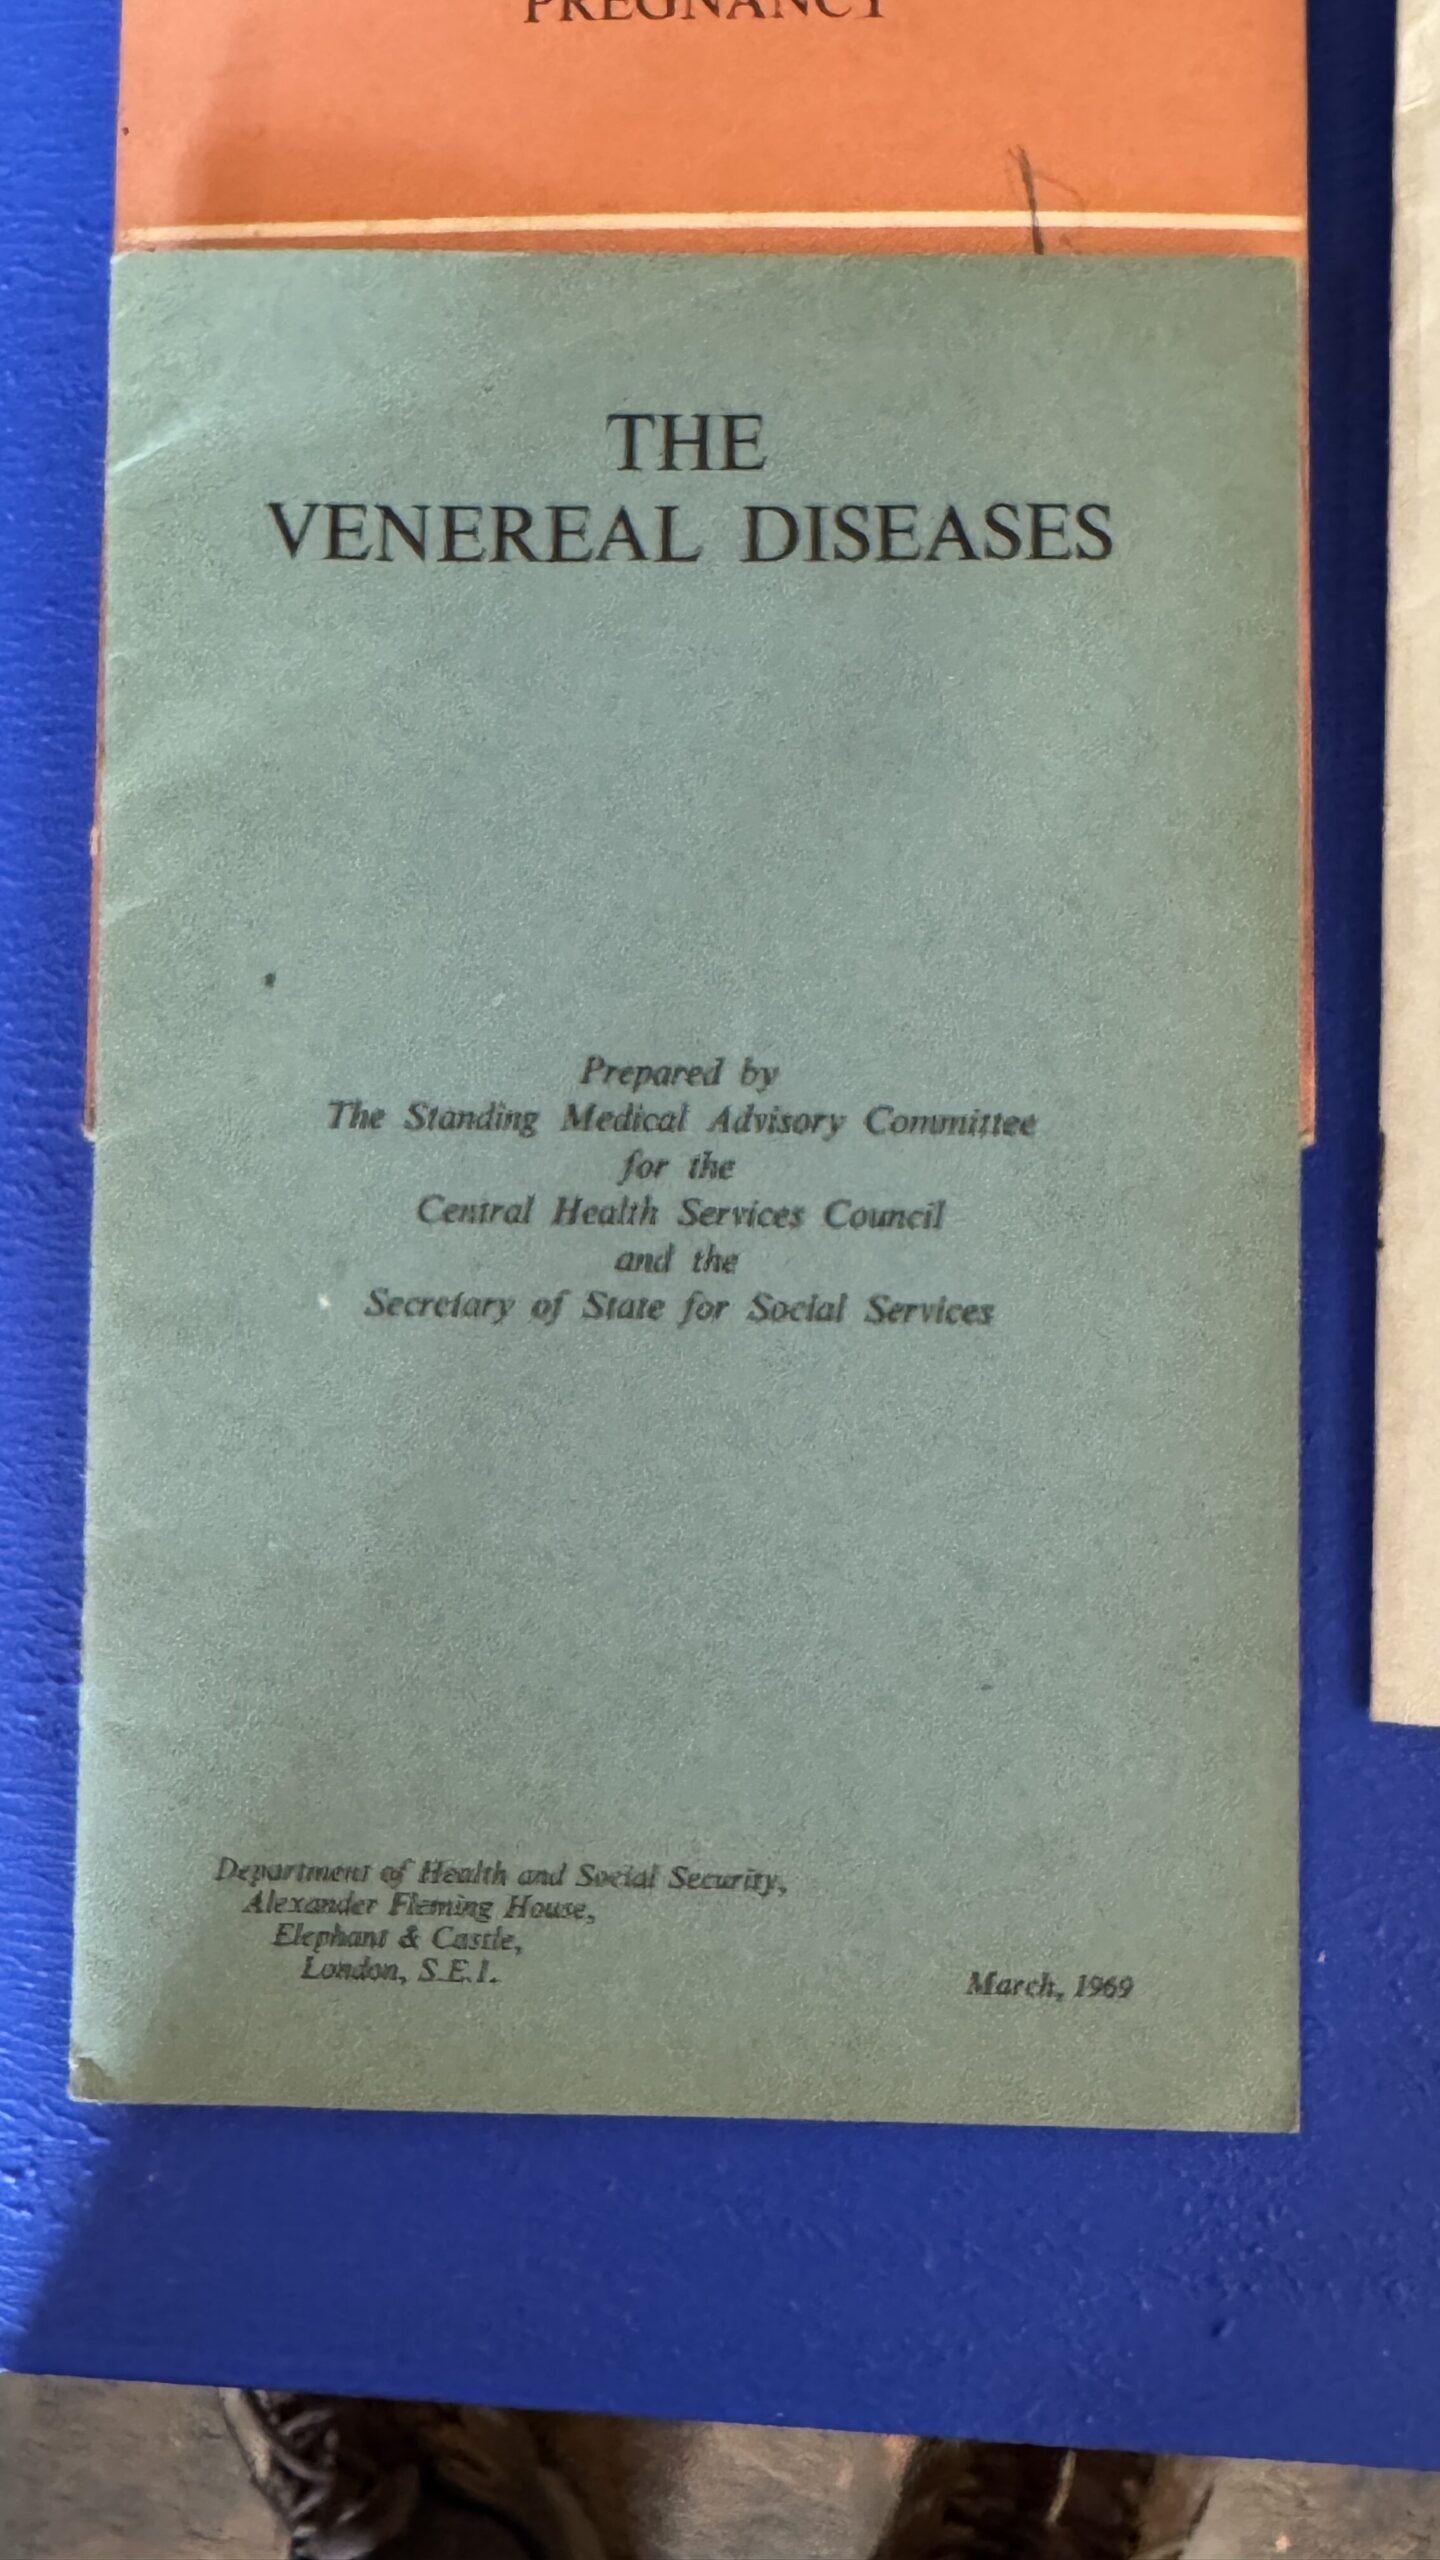 PREGNANCY
THE
VENEREAL DISEASES
Prepared by
The Standing Medical Advisory Committee
for the
Central Health Services Council
and the
Secretary of State for Social Services
Department of Health and Social Security,
Alexander Fleming House,
Elephant & Castle,
London, S.E.1.
March, 1969